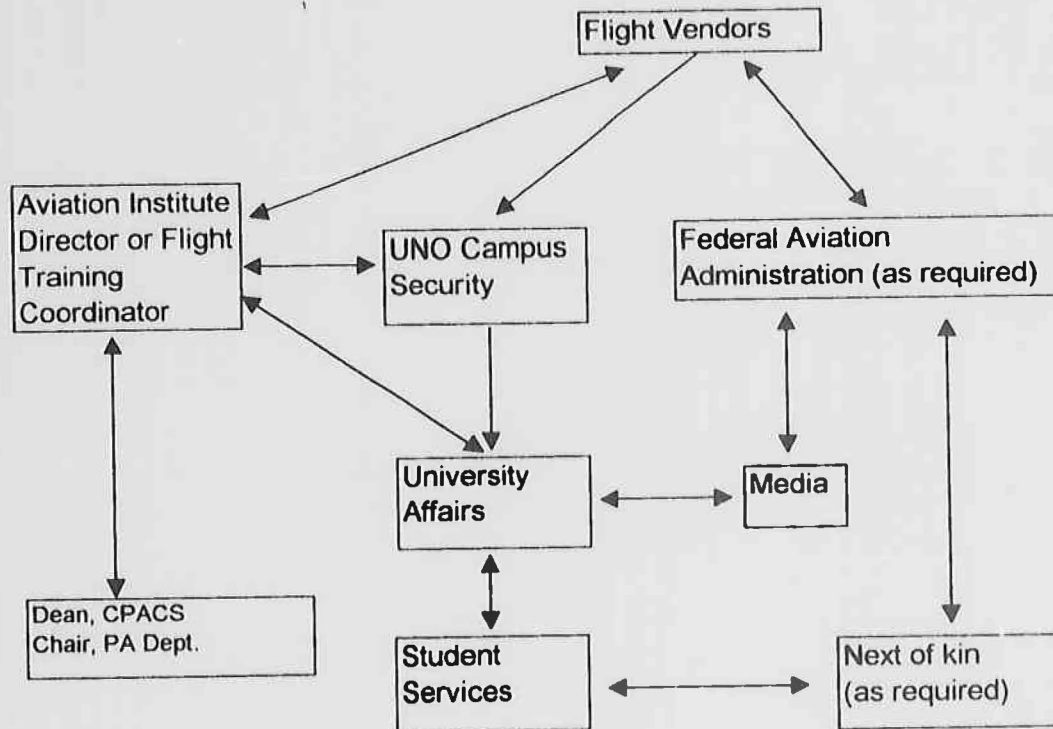 Flight Vendors
Aviation Institute
Director or Flight
Training
Coordinator
UNO Campus
Security
Federal Aviation
Administration (as required)
University
Affairs
Media
Dean, CPACS
Chair, PA Dept.
Student
Services
Next of kin
(as required)